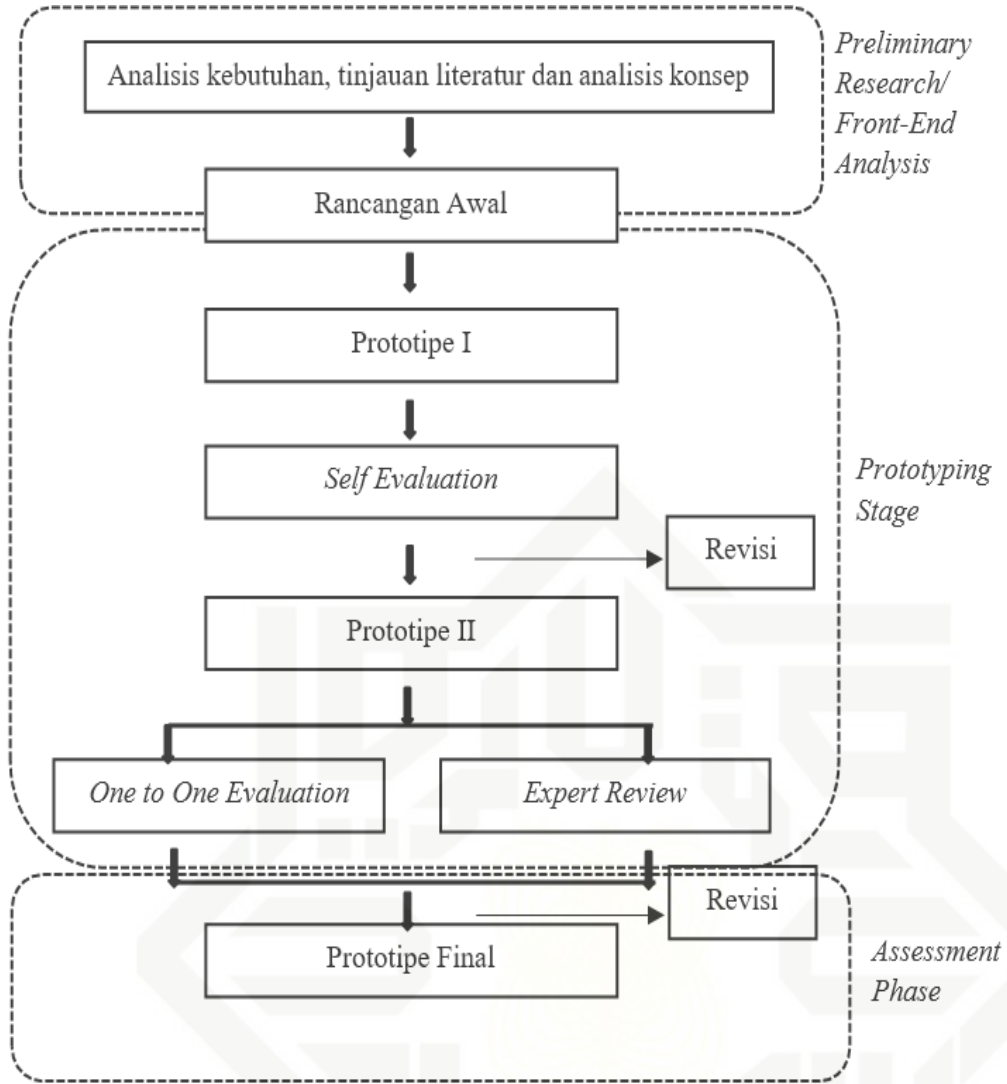 Analisis kebutuhan, tinjauan literatur dan analisis konsep
Preliminary
Research/
Front-End
Analysis
Rancangan Awal
Prototipe I
Self Evaluation
Prototyping
Stage
Revisi
Prototipe II
One to One Evaluation
Expert Review
Revisi
Prototipe Final
Assessment
Phase